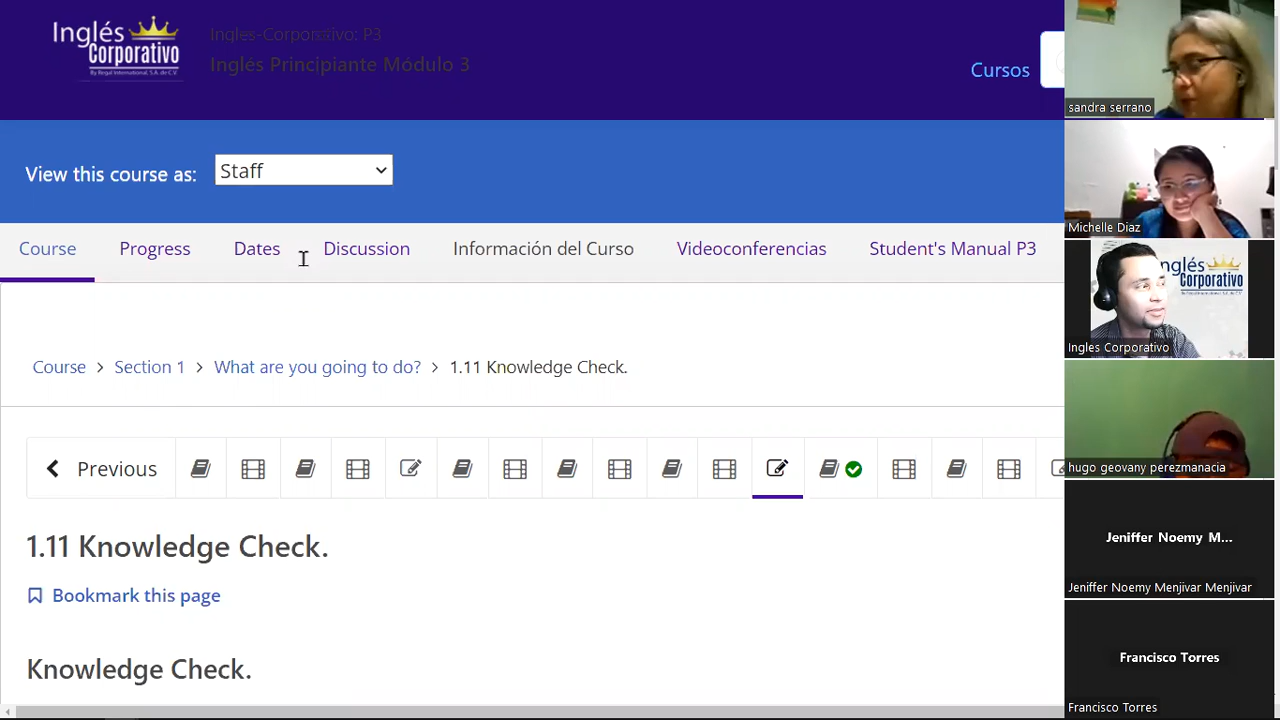 Inglés
Corporativo
By Regal International, S.A. de C.V.
Ingles-Corporativo: P3
Inglés Principiante Módulo 3
Cursos
View this course as:
Staff
Course
Progress
Dates
Discussion
Información del Curso
Videoconferencias
Student's Manual P3
Course > Section 1 > What are you going to do? > 1.11 Knowledge Check.
Previous
1.11 Knowledge Check.
Bookmark this page
Knowledge Check.
sandra serrano
Michelle Diaz
Inglés
Corporativo
Ingles Corporativo
hugo geovany perezmanacia
Jeniffer Noemy M...
Jeniffer Noemy Menjivar Menjivar
Francisco Torres
Francisco Torres